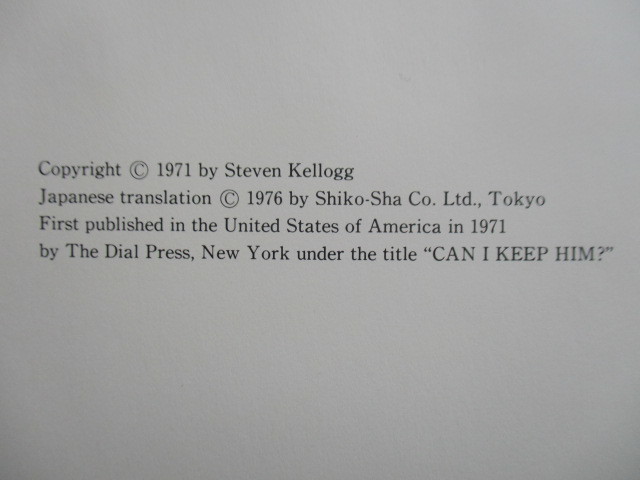 Copyright © 1971 by Steven Kellogg
Japanese translation © 1976 by Shiko-Sha Co. Ltd., Tokyo
First published in the United States of America in 1971
by The Dial Press, New York under the title “CAN I KEEP HIM?”